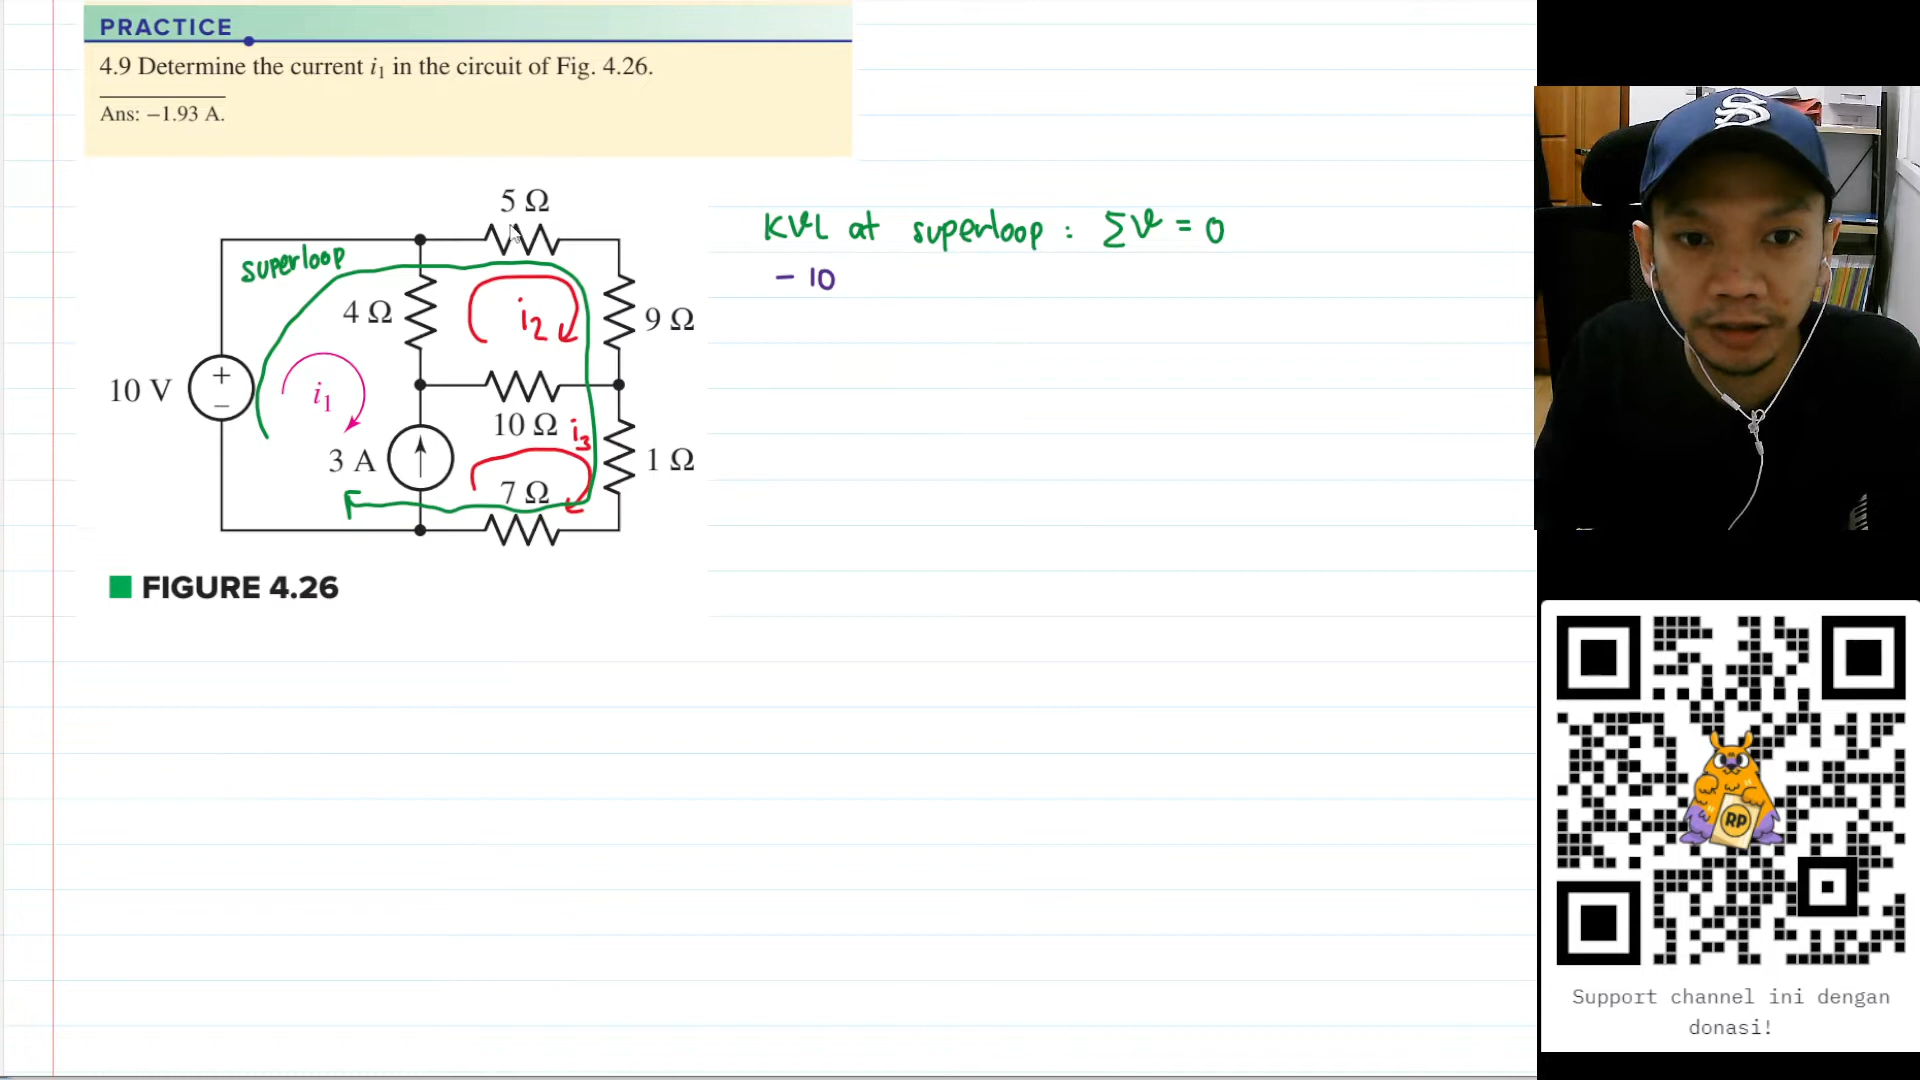 PRACTICE
4.9 Determine the current i₁ in the circuit of Fig. 4.26.
Ans: −1.93 A.
5 Ω
superloop
4 Ω
i₂
9 Ω
10 V
+
−
i₁
10 Ω
i₃
3 A
1 Ω
7 Ω
FIGURE 4.26
KVL at superloop : Σv = 0
− 10
S
RP
Support channel ini dengan
donasi!